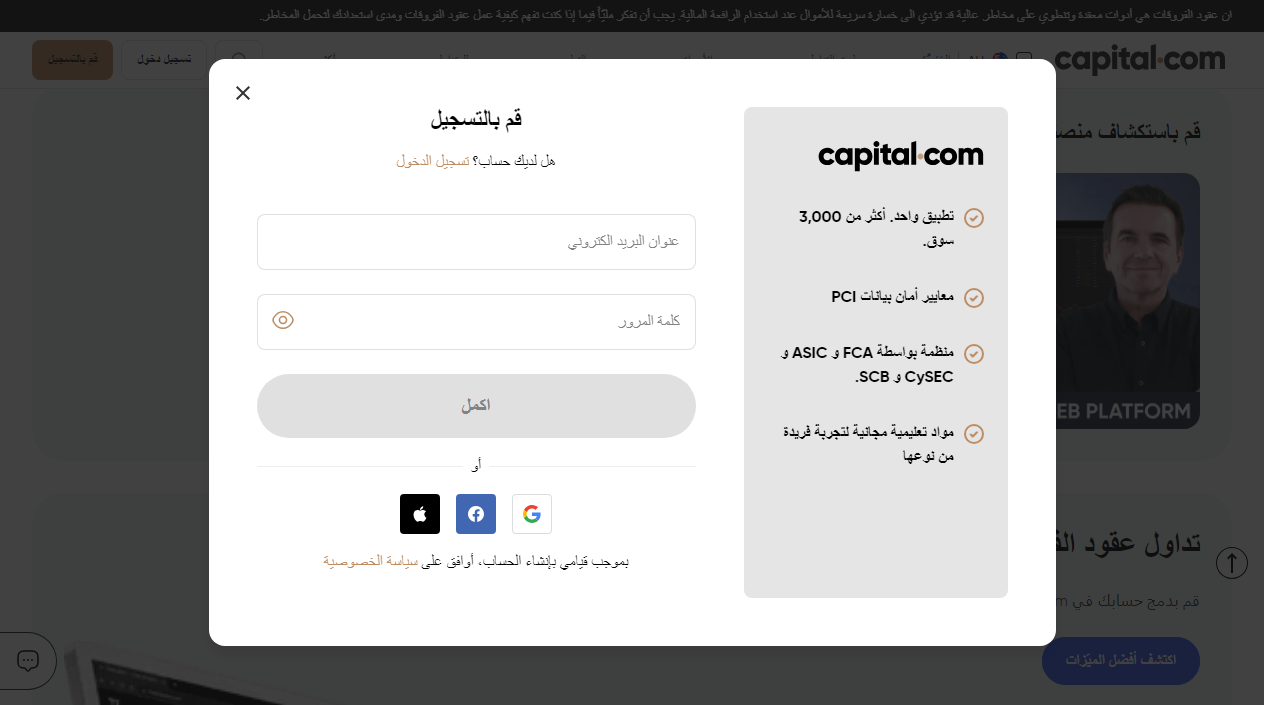 ان عقود الفروقات هي أدوات معقدة وتنطوي على مخاطر عالية قد تؤدي الى خسارة سريعة للأموال عند استخدام الرافعة المالية. يجب أن تفكر مليًّا فيما إذا كنت تفهم كيفية عمل عقود الفروقات ومدى استعدادك لتحمل المخاطر.
capital.com
تسجيل دخول
قم بالتسجيل
قم باستكشاف
EB PLATFORM
تداول عقود
قم بدمج حسابك في
اكتشف أفضل الميّزات
capital.com
تطبيق واحد. أكثر من 3,000
سوق.
معايير أمان بيانات PCI
منظمة بواسطة FCA و ASIC و
CySEC و SCB.
مواد تعليمية مجانية لتجربة فريدة
من نوعها
قم بالتسجيل
هل لديك حساب؟ تسجيل الدخول
عنوان البريد الكتروني
كلمة المرور
اكمل
أو
بموجب قيامي بإنشاء الحساب، أوافق على سياسة الخصوصية